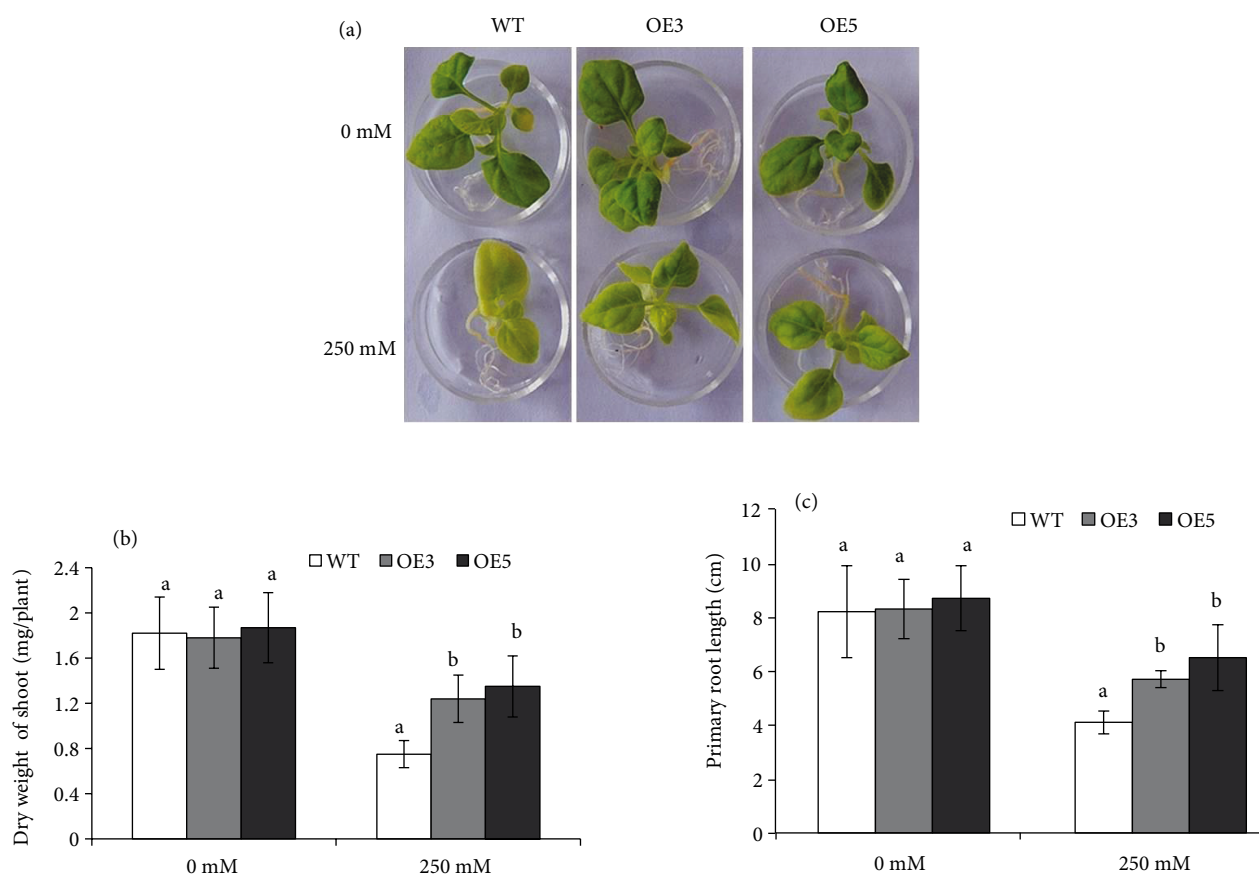 (a)
WT OE3 OE5
0 mM
250 mM
(b)
WT OE3 OE5
Dry weight of shoot (mg/plant)
2.4
2
1.6
1.2
0.8
0.4
0
a a a
a b b
0 mM 250 mM
(c)
WT OE3 OE5
Primary root length (cm)
12
10
8
6
4
2
0
a a a
a b b
0 mM 250 mM